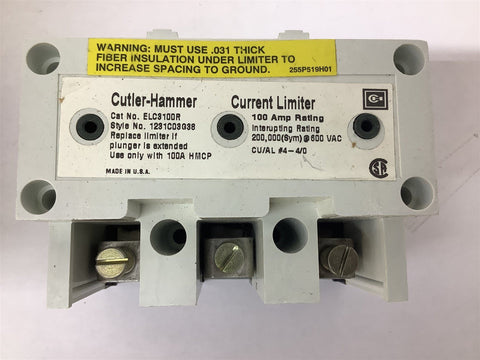 WARNING: MUST USE .031 THICK
FIBER INSULATION UNDER LIMITER TO
INCREASE SPACING TO GROUND. 255P519H01
Cutler-Hammer
Cat No. ELC3100R
Style No. 1231C03G38
Replace limiter if
plunger is extended
Use only with 100A HMCP
MADE IN U.S.A.
Current Limiter
100 Amp Rating
Interupting Rating
200,000(Sym) @ 600 VAC
CU/AL #4-4/0